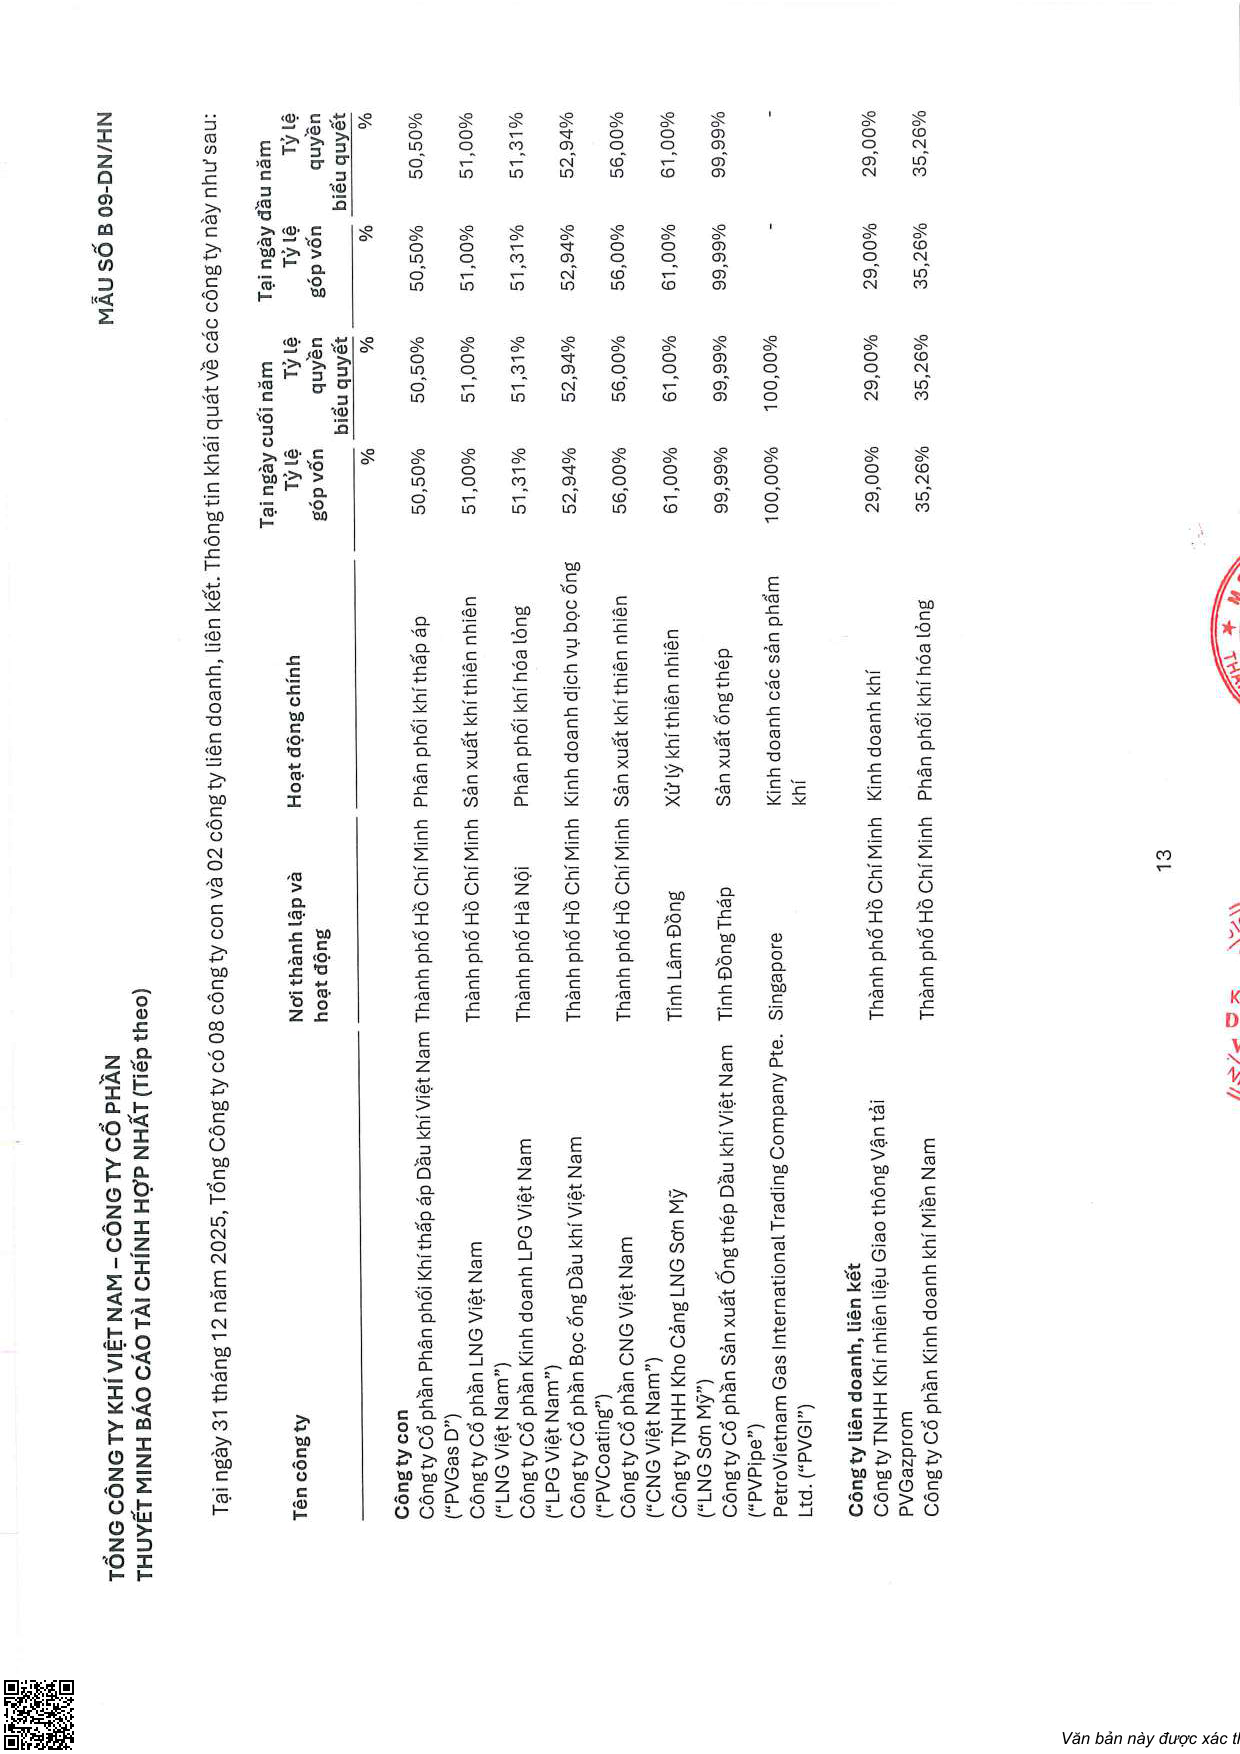 TỔNG CÔNG TY KHÍ VIỆT NAM – CÔNG TY CỔ PHẦN MẪU SỐ B 09-DN/HN
THUYẾT MINH BÁO CÁO TÀI CHÍNH HỢP NHẤT (Tiếp theo)
Tại ngày 31 tháng 12 năm 2025, Tổng Công ty có 08 công ty con và 02 công ty liên doanh, liên kết. Thông tin khái quát về các công ty này như sau:
Tại ngày cuối năm Tại ngày đầu năm
Tên công ty Nơi thành lập và Hoạt động chính Tỷ lệ Tỷ lệ Tỷ lệ Tỷ lệ
hoạt động góp vốn quyền góp vốn quyền
biểu quyết biểu quyết
% % % %
Công ty con
Công ty Cổ phần Phân phối Khí thấp áp Dầu khí Việt Nam Thành phố Hồ Chí Minh Phân phối khí thấp áp 50,50% 50,50% 50,50% 50,50%
(“PVGas D”)
Công ty Cổ phần LNG Việt Nam Thành phố Hồ Chí Minh Sản xuất khí thiên nhiên 51,00% 51,00% 51,00% 51,00%
(“LNG Việt Nam”)
Công ty Cổ phần Kinh doanh LPG Việt Nam Thành phố Hà Nội Phân phối khí hóa lỏng 51,31% 51,31% 51,31% 51,31%
(“LPG Việt Nam”)
Công ty Cổ phần Bọc ống Dầu khí Việt Nam Thành phố Hồ Chí Minh Kinh doanh dịch vụ bọc ống 52,94% 52,94% 52,94% 52,94%
(“PVCoating”)
Công ty Cổ phần CNG Việt Nam Thành phố Hồ Chí Minh Sản xuất khí thiên nhiên 56,00% 56,00% 56,00% 56,00%
(“CNG Việt Nam”)
Công ty TNHH Kho Cảng LNG Sơn Mỹ Tỉnh Lâm Đồng Xử lý khí thiên nhiên 61,00% 61,00% 61,00% 61,00%
(“LNG Sơn Mỹ”)
Công ty Cổ phần Sản xuất Ống thép Dầu khí Việt Nam Tỉnh Đồng Tháp Sản xuất ống thép 99,99% 99,99% 99,99% 99,99%
(“PVPipe”)
PetroVietnam Gas International Trading Company Pte. Singapore Kinh doanh các sản phẩm 100,00% 100,00% - -
Ltd. (“PVGI”) khí
Công ty liên doanh, liên kết
Công ty TNHH Khí nhiên liệu Giao thông Vận tải Thành phố Hồ Chí Minh Kinh doanh khí 29,00% 29,00% 29,00% 29,00%
PVGazprom
Công ty Cổ phần Kinh doanh khí Miền Nam Thành phố Hồ Chí Minh Phân phối khí hóa lỏng 35,26% 35,26% 35,26% 35,26%
13
Văn bản này được xác